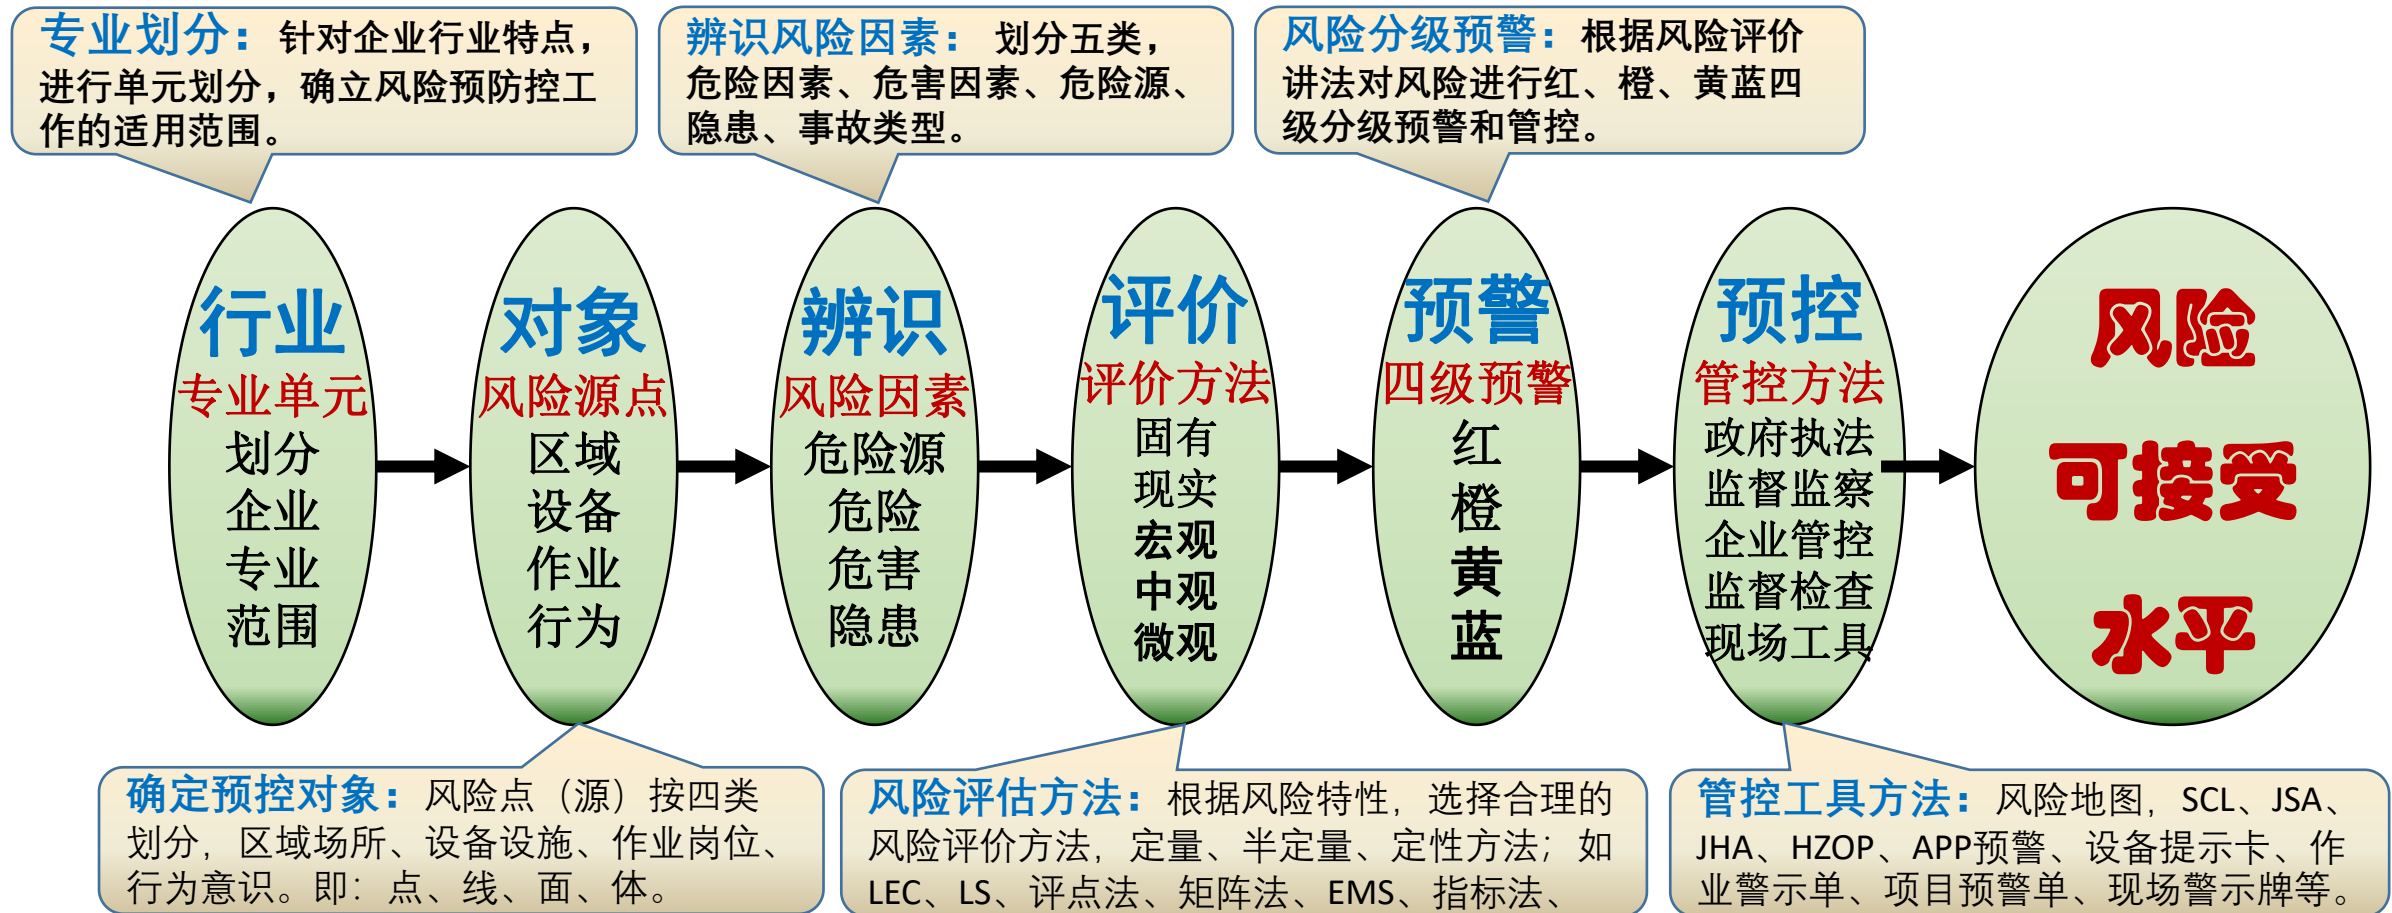 专业划分：针对企业行业特点，
进行单元划分，确立风险预防控工
作的适用范围。
辨识风险因素：划分五类，
危险因素、危害因素、危险源、
隐患、事故类型。
风险分级预警：根据风险评价
讲法对风险进行红、橙、黄蓝四
级分级预警和管控。
行业
专业单元
划分
企业
专业
范围
对象
风险源点
区域
设备
作业
行为
辨识
风险因素
危险源
危险
危害
隐患
评价
评价方法
固有
现实
宏观
中观
微观
预警
四级预警
红
橙
黄
蓝
预控
管控方法
政府执法
监督监察
企业管控
监督检查
现场工具
风险
可接受
水平
确定预控对象：风险点（源）按四类
划分，区域场所、设备设施、作业岗位、
行为意识。即：点、线、面、体。
风险评估方法：根据风险特性，选择合理的
风险评价方法，定量、半定量、定性方法；如
LEC、LS、评点法、矩阵法、EMS、指标法、
管控工具方法：风险地图，SCL、JSA、
JHA、HZOP、APP预警、设备提示卡、作
业警示单、项目预警单、现场警示牌等。